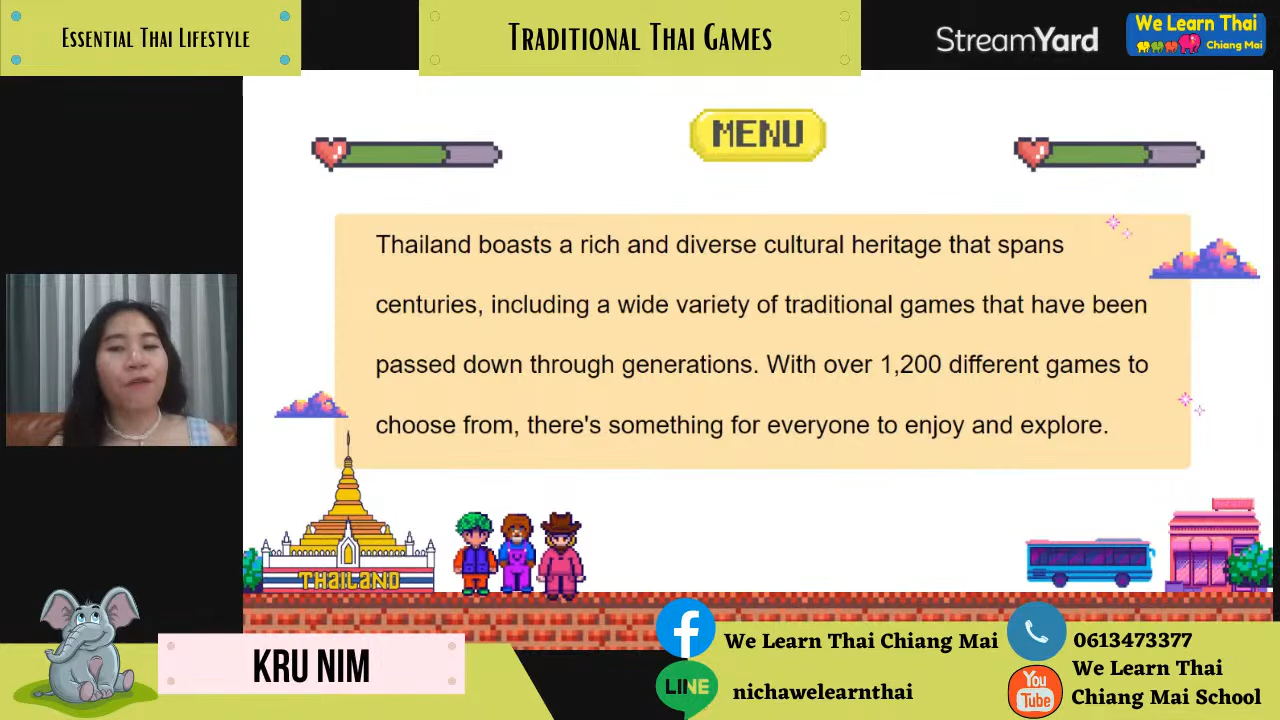 ESSENTIAL THAI LIFESTYLE
TRADITIONAL THAI GAMES
StreamYard
We Learn Thai
Chiang Mai
MENU
Thailand boasts a rich and diverse cultural heritage that spans
centuries, including a wide variety of traditional games that have been
passed down through generations. With over 1,200 different games to
choose from, there's something for everyone to enjoy and explore.
THAILAND
KRU NIM
We Learn Thai Chiang Mai
0613473377
LINE
nichawelearnthai
You
Tube
We Learn Thai
Chiang Mai School